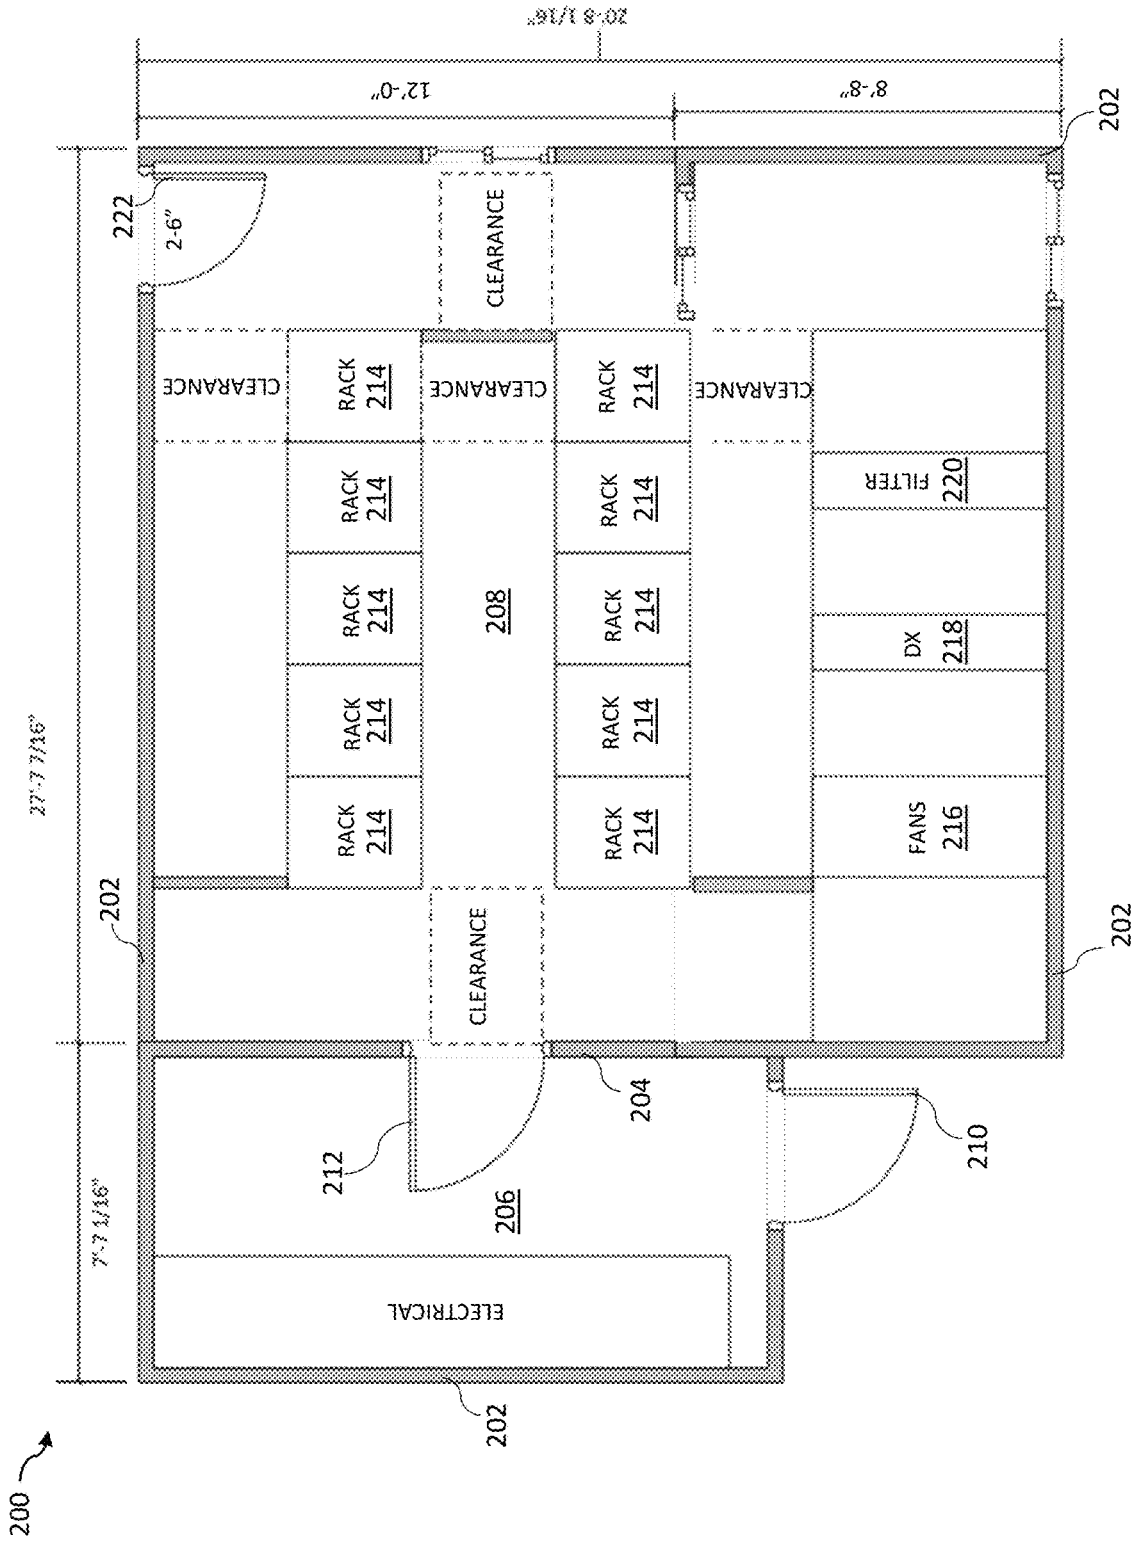 200
27'-7 7/16"
7'-7 1/16"
20'-8 1/16"
12'-0"
8'-8"
202
202
202
202
222
2-6"
CLEARANCE
CLEARANCE
CLEARANCE
CLEARANCE
CLEARANCE
RACK
214
RACK
214
RACK
214
RACK
214
RACK
214
208
RACK
214
RACK
214
RACK
214
RACK
214
RACK
214
FANS
216
DX
218
FILTER
220
204
212
206
210
ELECTRICAL